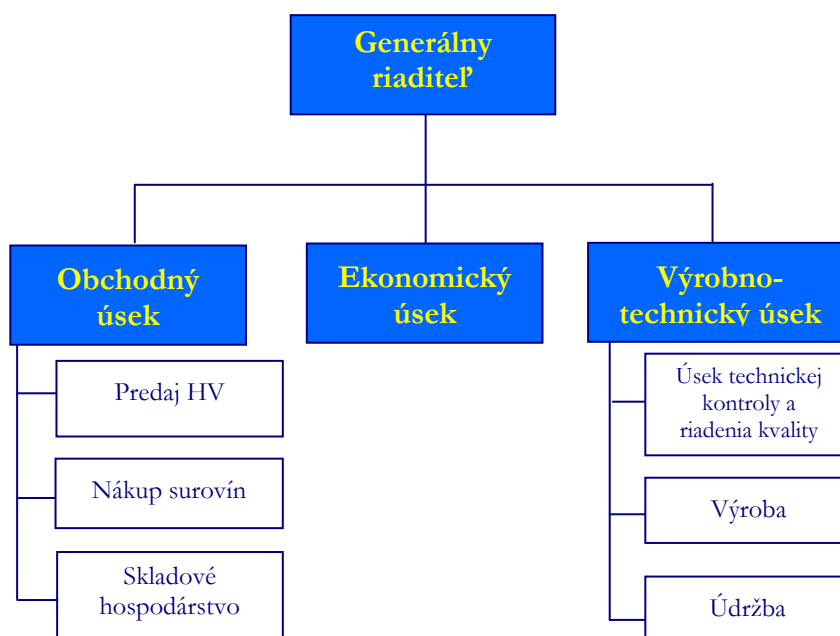 Generálny
riaditeľ
Obchodný
úsek
Ekonomický
úsek
Výrobno-
technický úsek
Predaj HV
Nákup surovín
Skladové
hospodárstvo
Úsek technickej
kontroly a
riadenia kvality
Výroba
Údržba